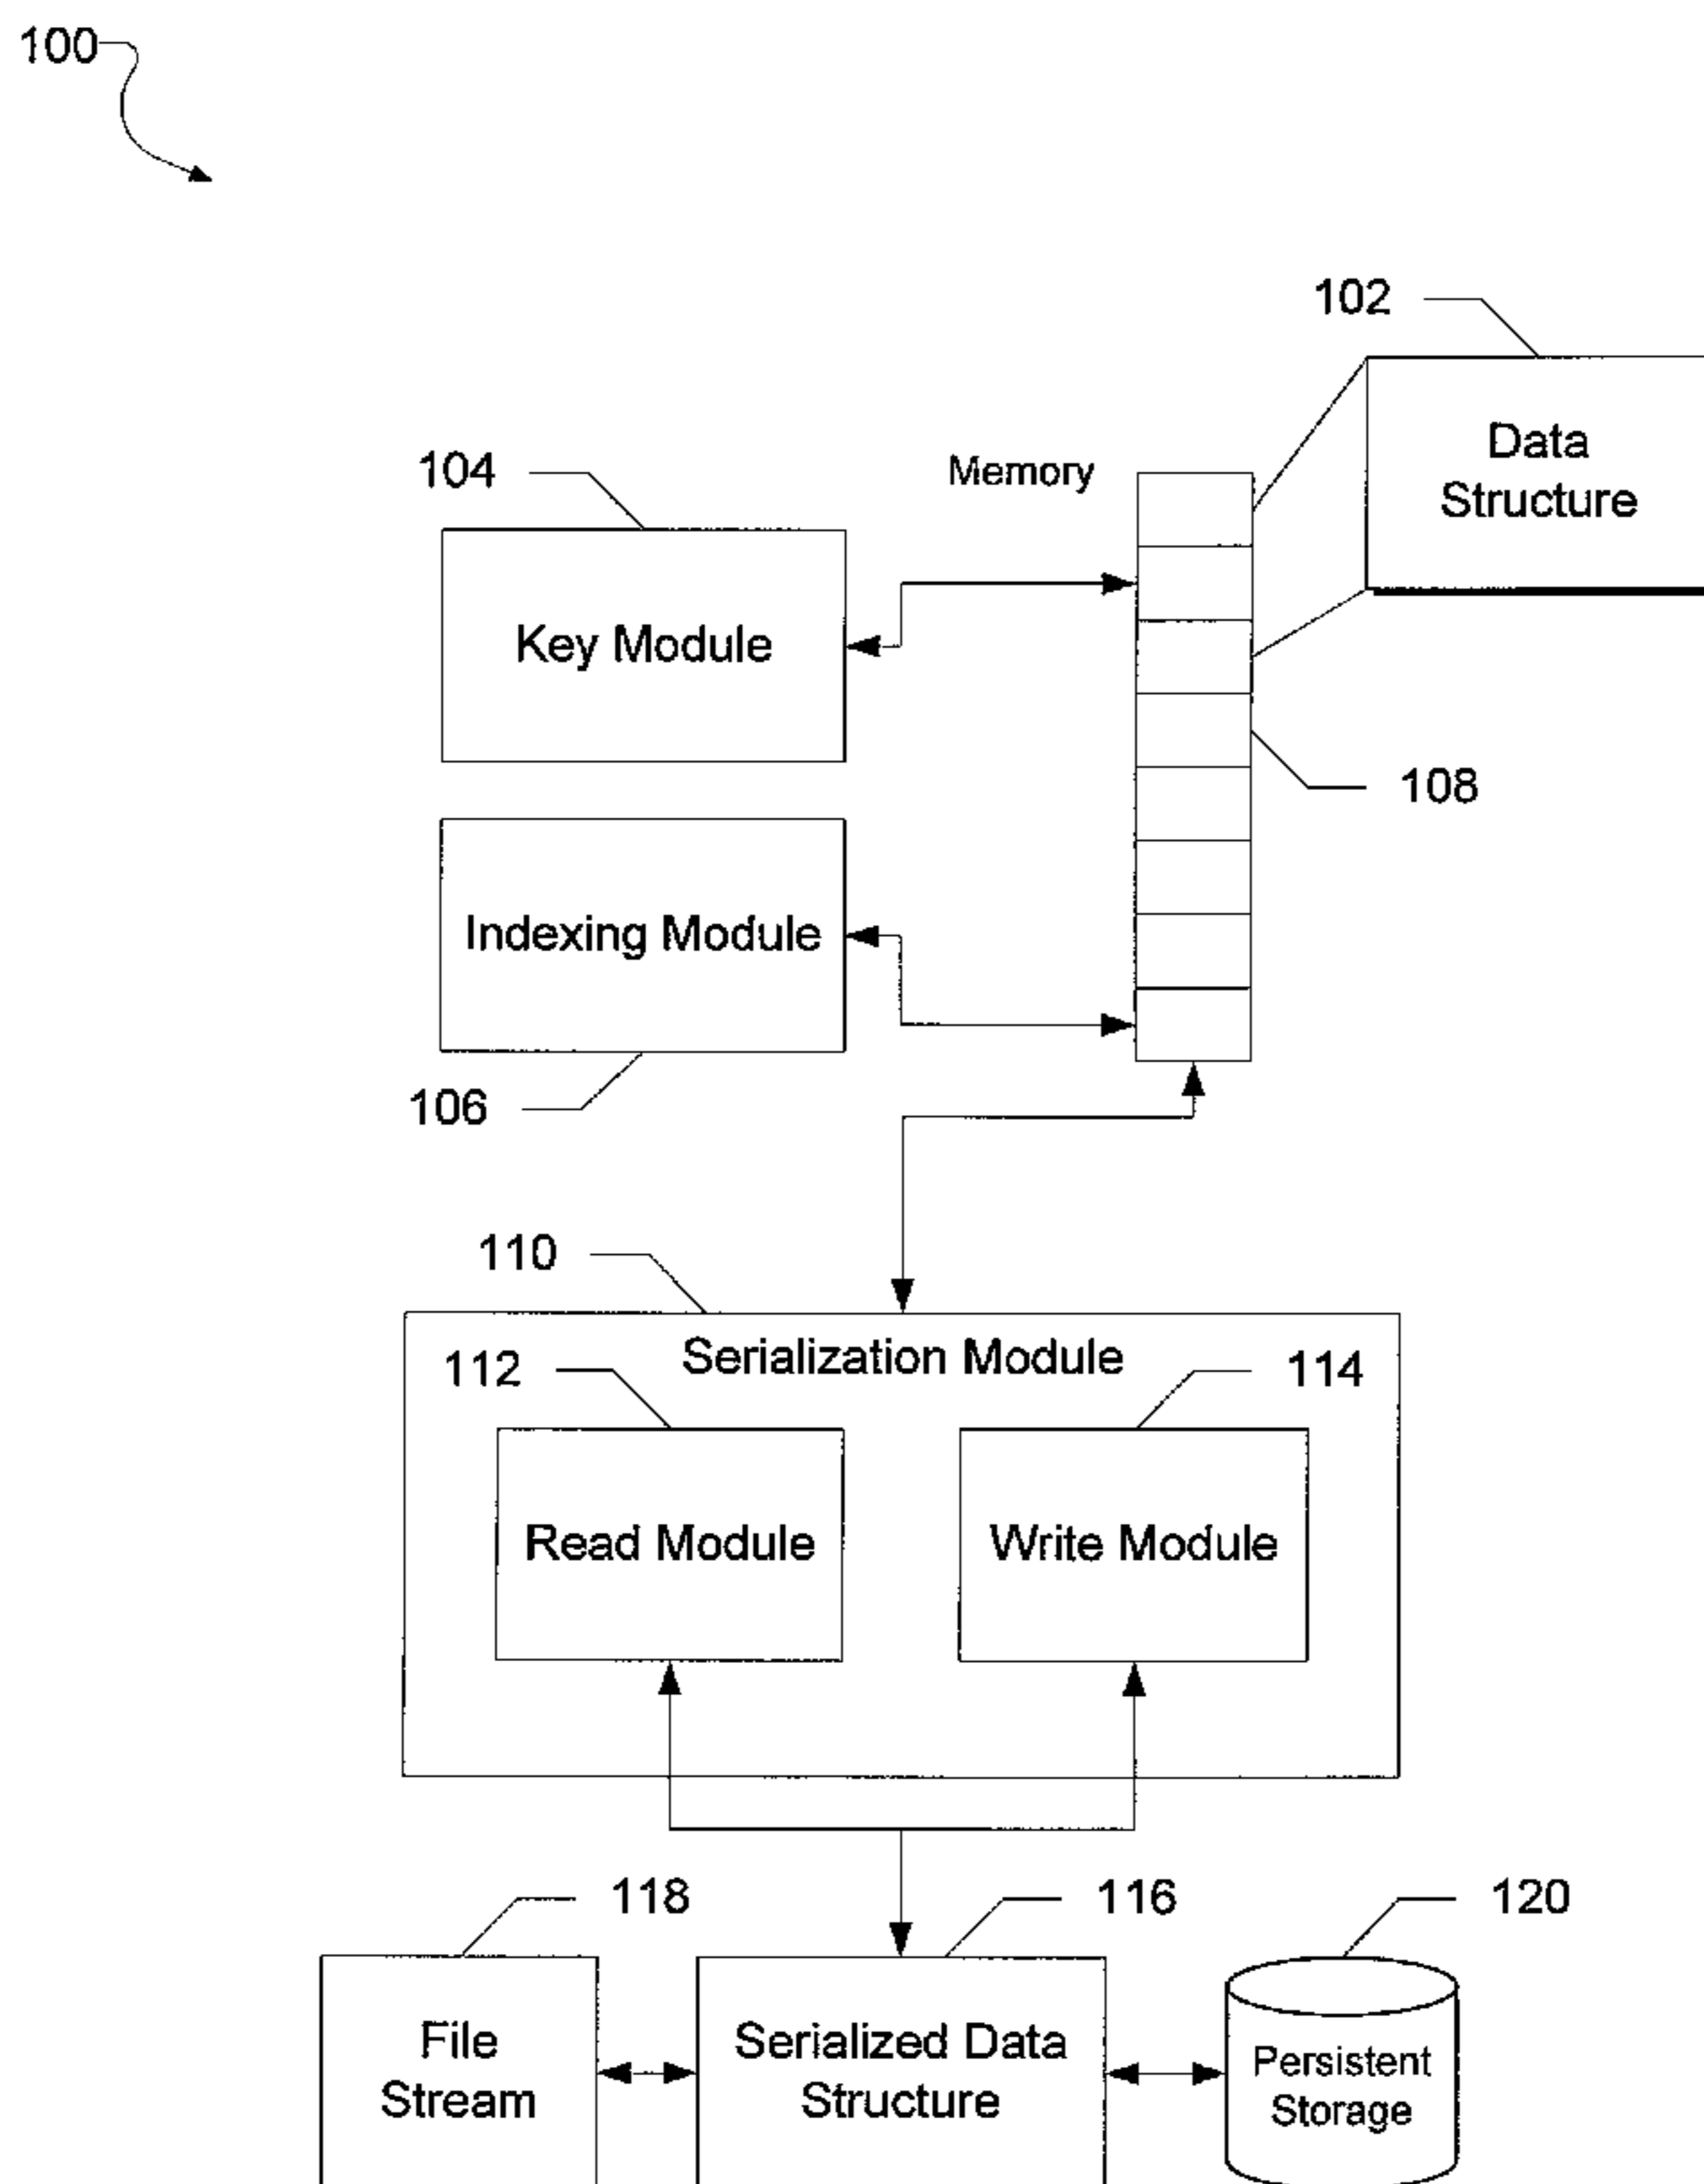 100
102
Data
Structure
104
Memory
Key Module
108
Indexing Module
106
110
Serialization Module
112
114
Read Module
Write Module
118
116
120
File
Stream
Serialized Data
Structure
Persistent
Storage